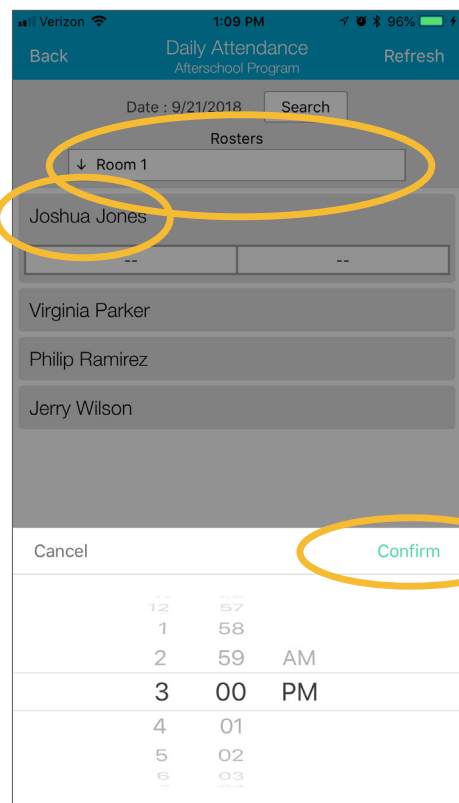 Verizon 1:09 PM 96%
Back Daily Attendance Refresh
Afterschool Program
Date : 9/21/2018 Search
Rosters
↓ Room 1
Joshua Jones
-- --
Virginia Parker
Philip Ramirez
Jerry Wilson
Cancel Confirm
12 57
1 58
2 59 AM
3 00 PM
4 01
5 02
6 03